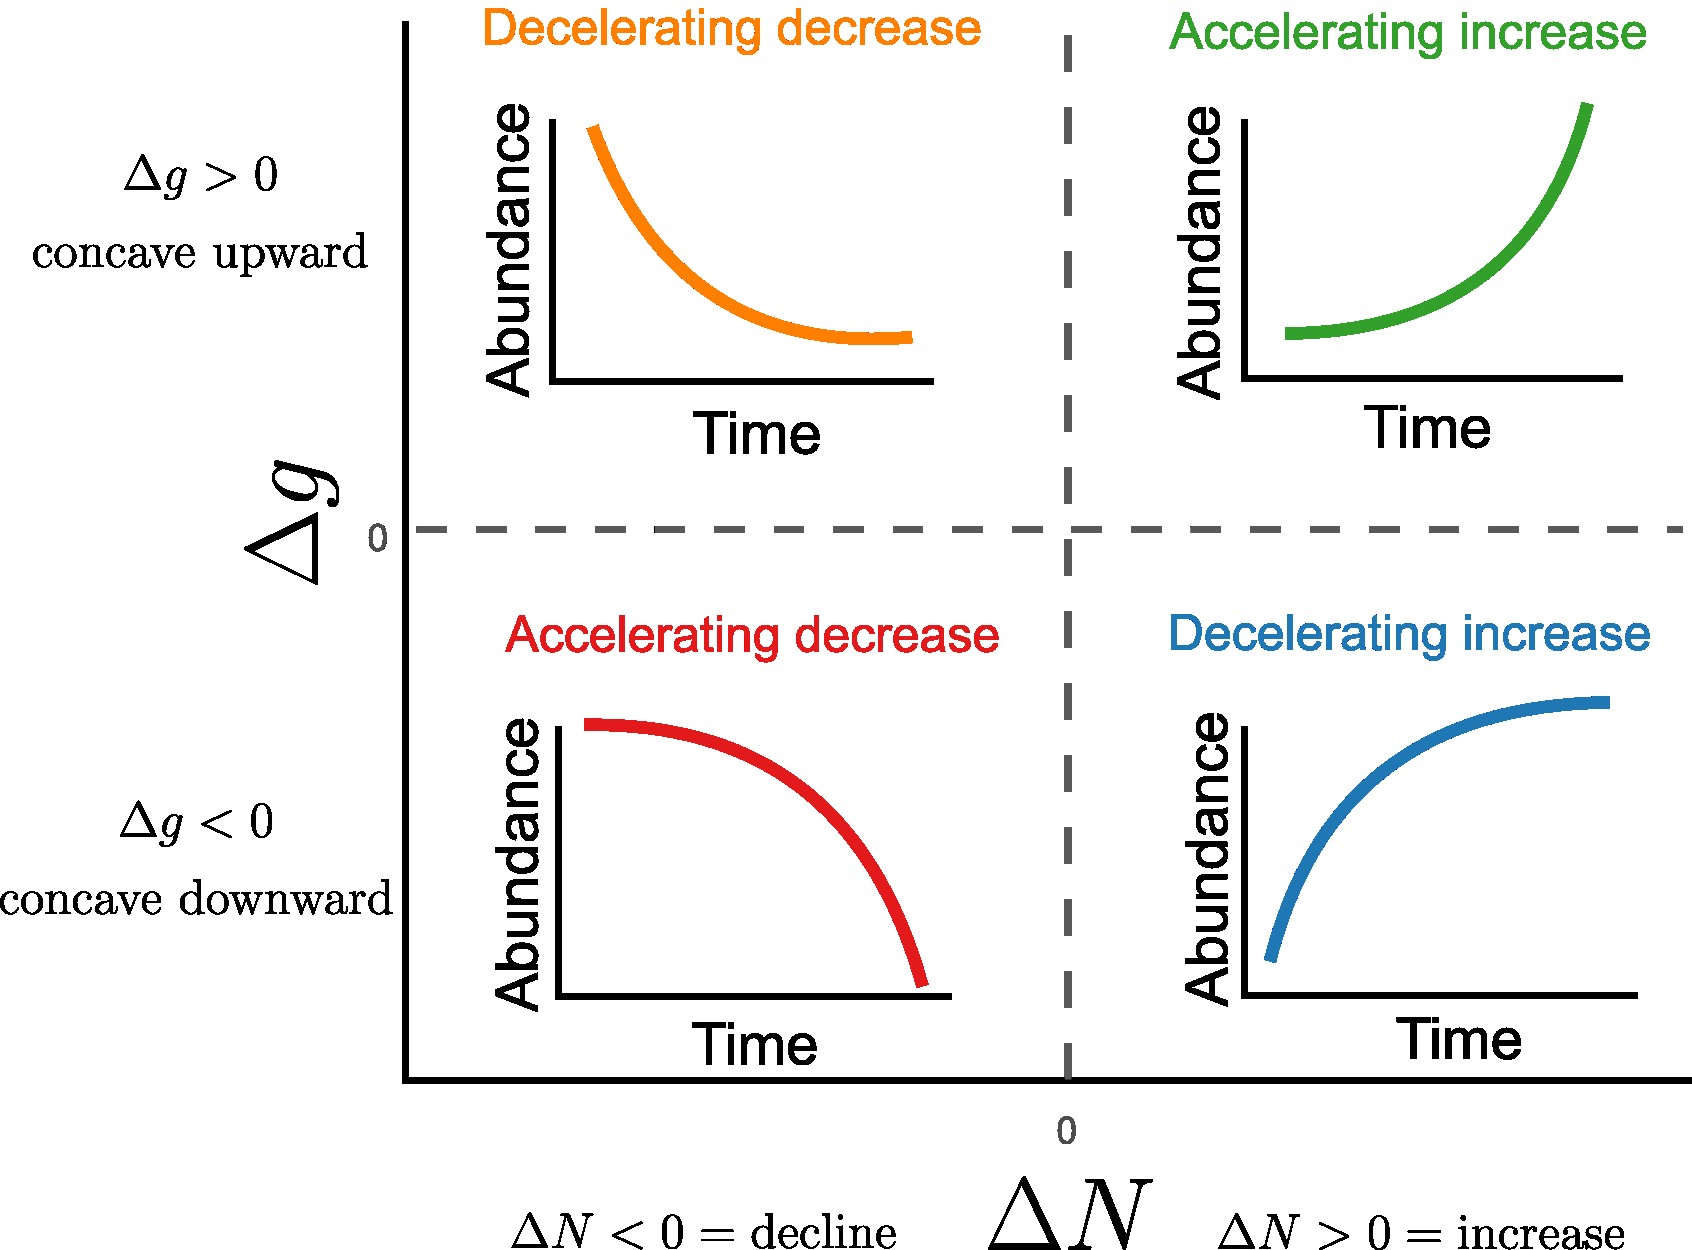 Decelerating decrease
Accelerating increase
Δg > 0
concave upward
Abundance
Time
Abundance
Time
Δg
0
Accelerating decrease
Decelerating increase
Δg < 0
concave downward
Abundance
Time
Abundance
Time
0
ΔN < 0 = decline
ΔN
ΔN > 0 = increase